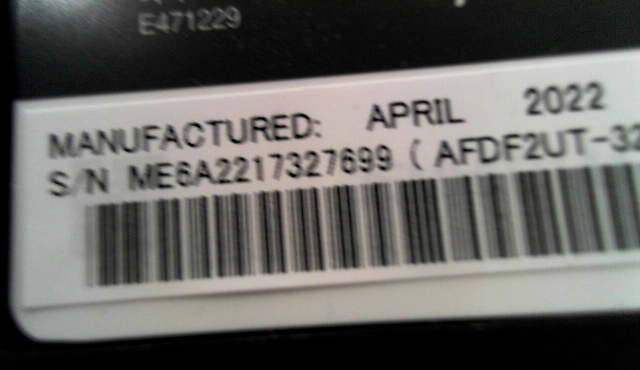 E471229
MANUFACTURED: APRIL 2022
S/N ME6A2217327699 ( AFDF2UT-32